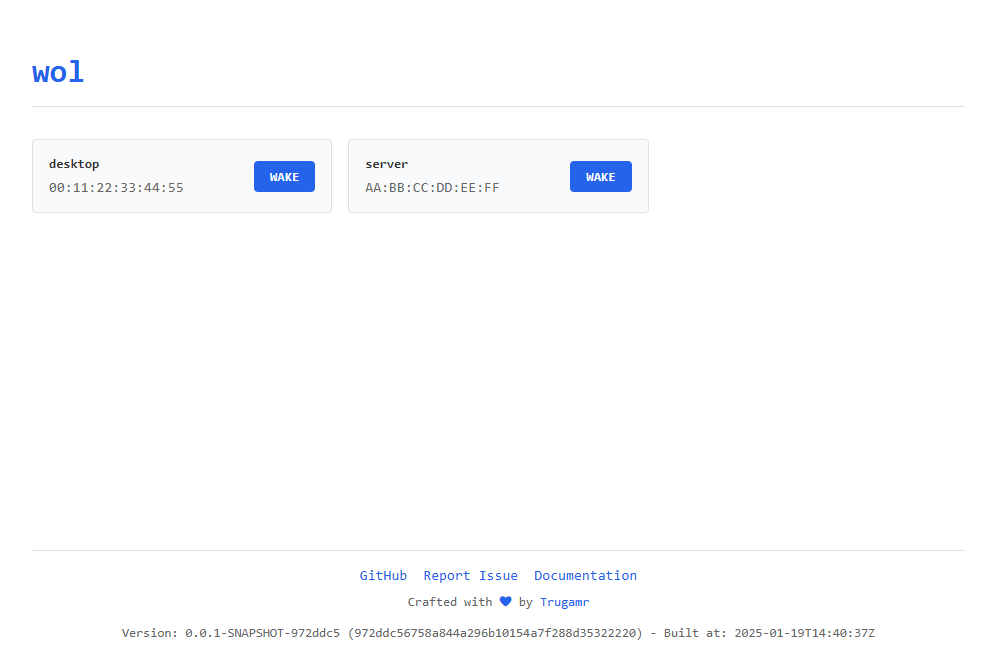 wol
desktop
00:11:22:33:44:55
WAKE
server
AA:BB:CC:DD:EE:FF
WAKE
GitHub Report Issue Documentation
Crafted with 💙 by Trugamr
Version: 0.0.1-SNAPSHOT-972ddc5 (972ddc56758a844a296b10154a7f288d35322220) - Built at: 2025-01-19T14:40:37Z